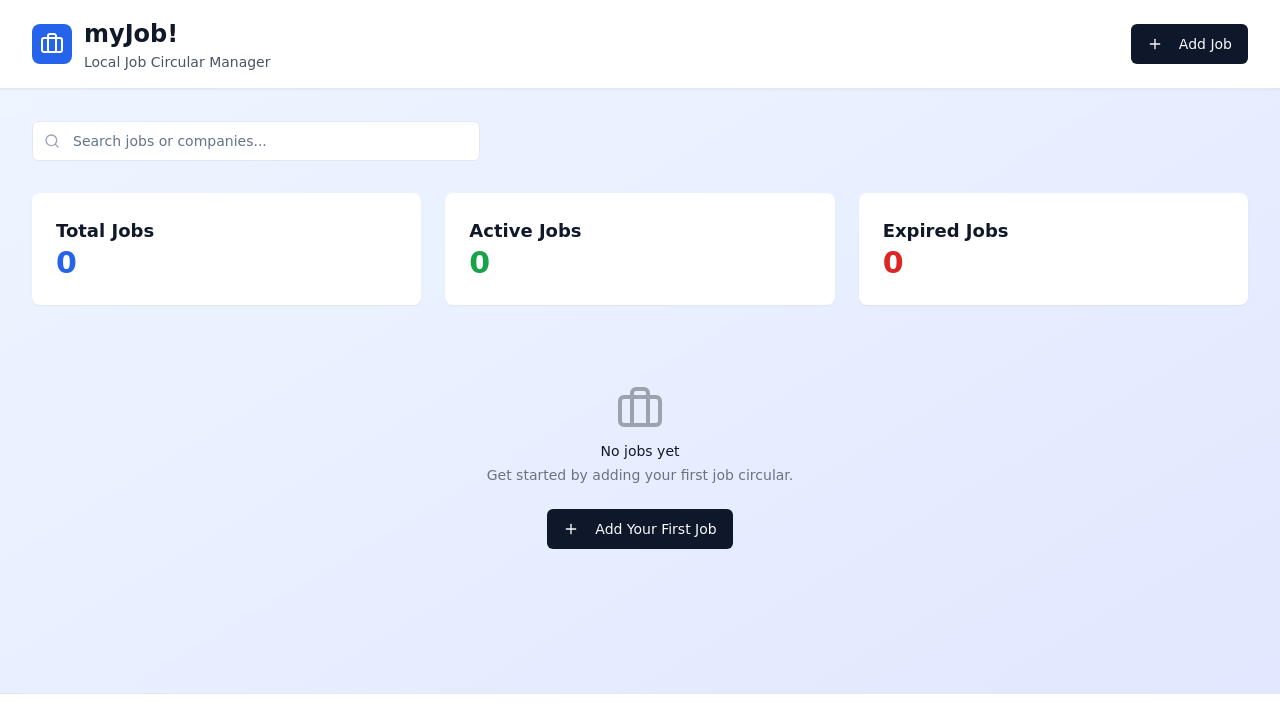 myJob!
Local Job Circular Manager
Add Job
Search jobs or companies...
Total Jobs
0
Active Jobs
0
Expired Jobs
0
No jobs yet
Get started by adding your first job circular.
Add Your First Job